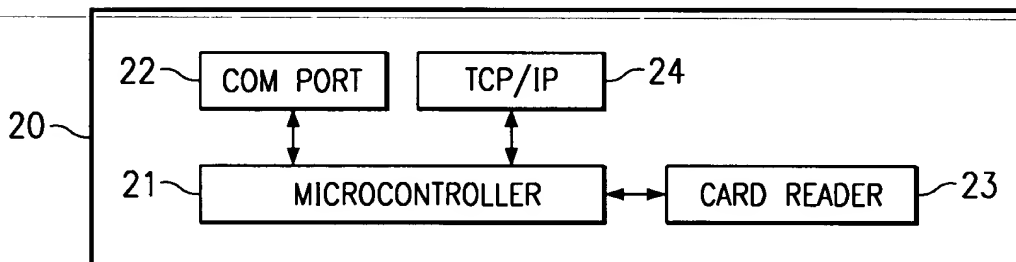 22 COM PORT TCP/IP 24
20
21 MICROCONTROLLER CARD READER 23